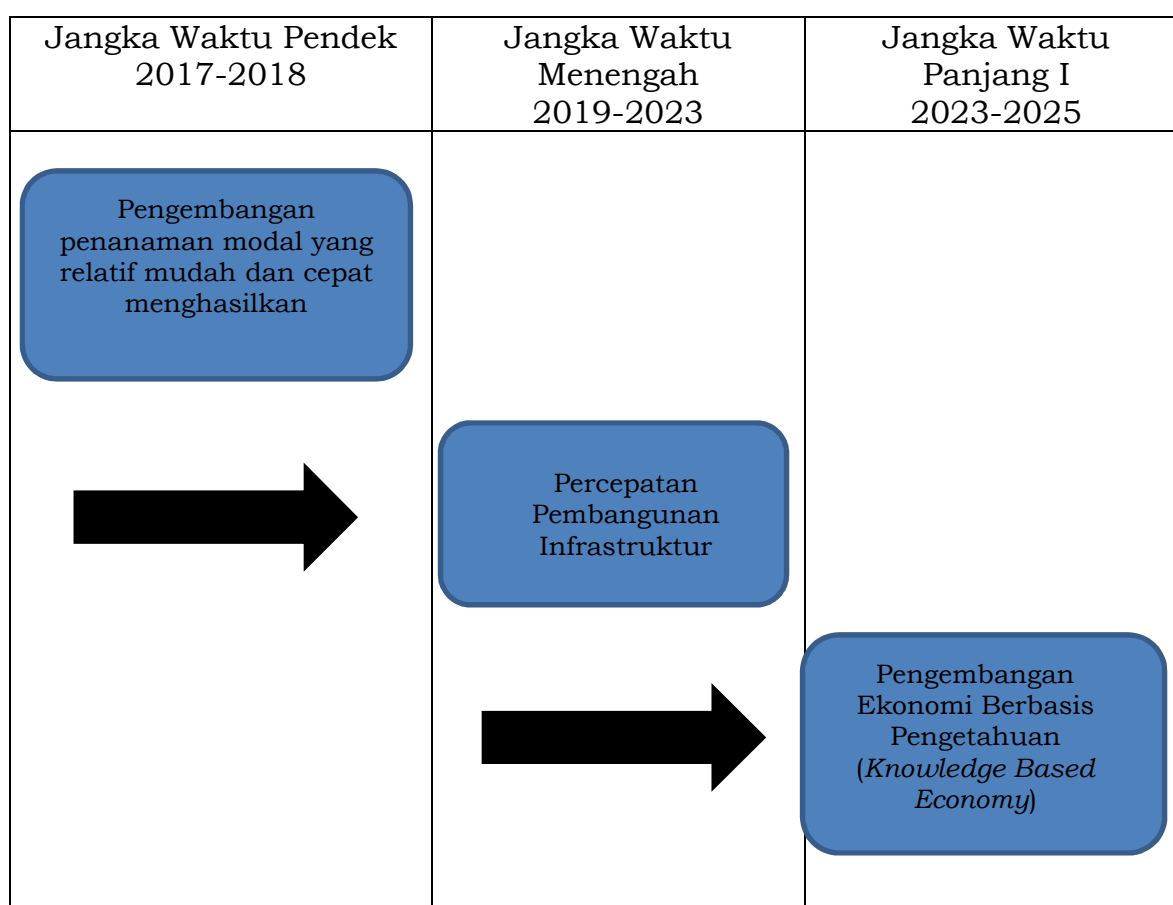 Jangka Waktu Pendek
2017-2018
Jangka Waktu
Menengah
2019-2023
Jangka Waktu
Panjang I
2023-2025
Pengembangan
penanaman modal yang
relatif mudah dan cepat
menghasilkan
Percepatan
Pembangunan
Infrastruktur
Pengembangan
Ekonomi Berbasis
Pengetahuan
(Knowledge Based
Economy)